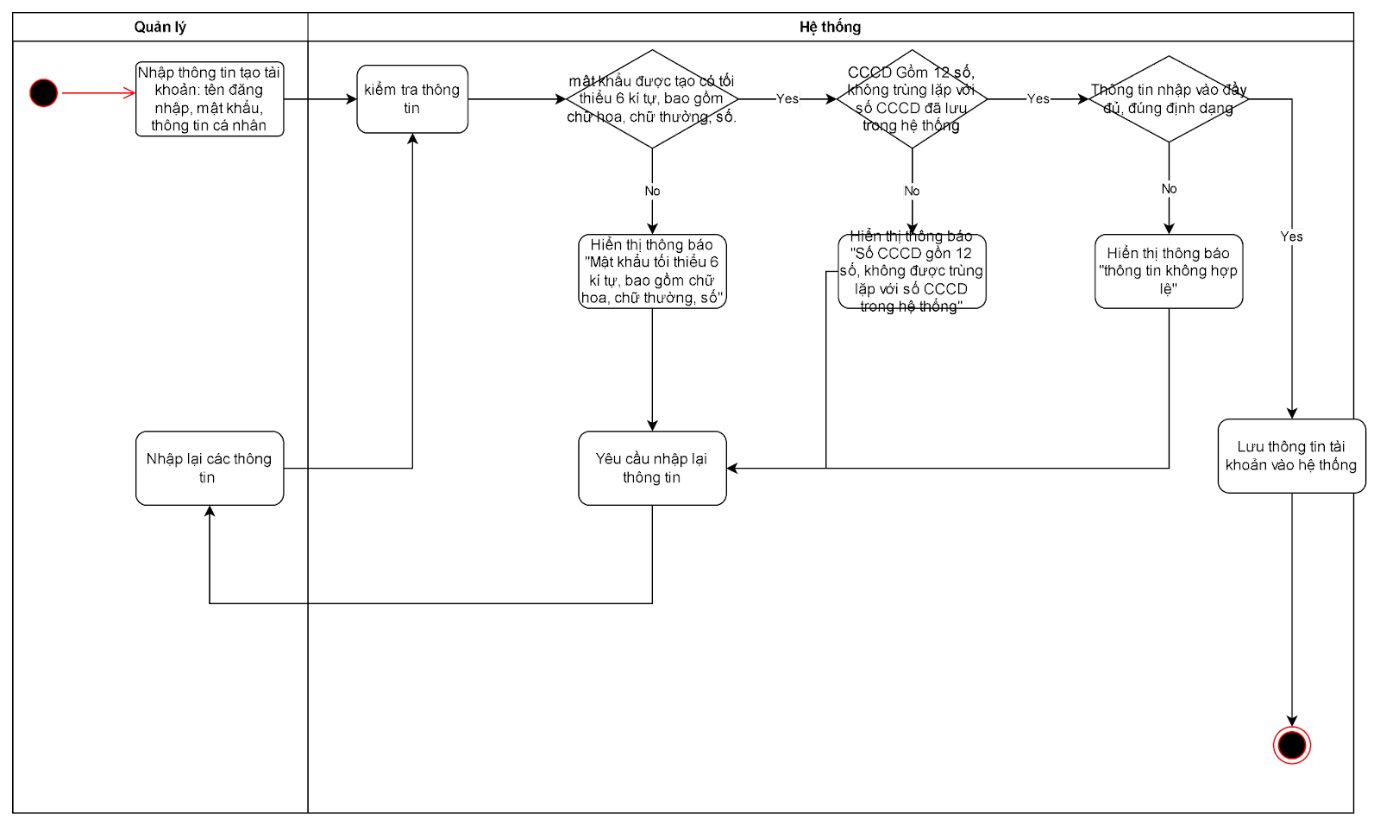 Quản lý
Hệ thống
Nhập thông tin tạo tài
khoản: tên đăng
nhập, mật khẩu,
thông tin cá nhân
kiểm tra thông
tin
mật khẩu được tạo có tối
thiểu 6 kí tự, bao gồm
chữ hoa, chữ thường, số.
Yes
CCCD Gồm 12 số,
không trùng lặp với
số CCCD đã lưu
trong hệ thống
Yes
Thông tin nhập vào đầy
đủ, đúng định dạng
No
No
No
Yes
Hiển thị thông báo
"Mật khẩu tối thiểu 6
kí tự, bao gồm chữ
hoa, chữ thường, số"
Hiển thị thông báo
"Số CCCD gồn 12
số, không được trùng
lặp với số CCCD
trong hệ thống"
Hiển thị thông báo
"thông tin không hợp
lệ"
Nhập lại các thông
tin
Yêu cầu nhập lại
thông tin
Lưu thông tin tài
khoản vào hệ thống